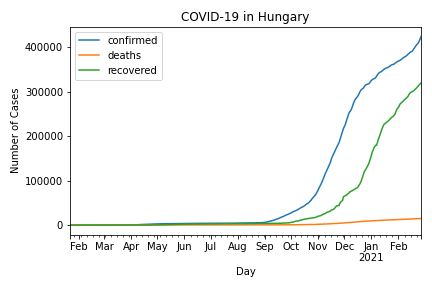 COVID-19 in Hungary
confirmed
deaths
recovered
Number of Cases
400000
300000
200000
100000
0
Feb Mar Apr May Jun Jul Aug Sep Oct Nov Dec Jan Feb
2021
Day